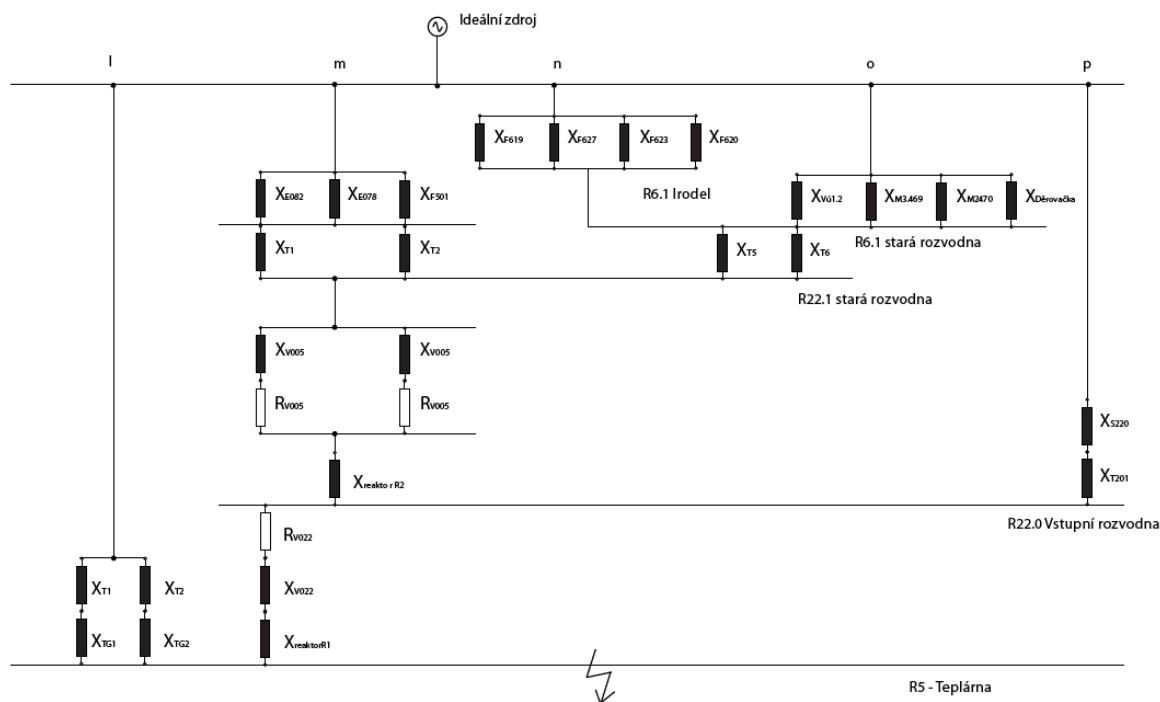 Ideální zdroj
l m n o p
XF619 XF627 XF623 XF620
R6.1 Irodel
XE082 XE078 XF501
XVú1.2 XM3.469 XM2470 XDěrovačka
R6.1 stará rozvodna
XT1 XT2 XT5 XT6
R22.1 stará rozvodna
XV005 XV005
RV005 RV005
XS220
Xreaktor R2
XT201
R22.0 Vstupní rozvodna
RV022
XT1 XT2 XV022
XTG1 XTG2 XreaktorR1
R5 - Teplárna